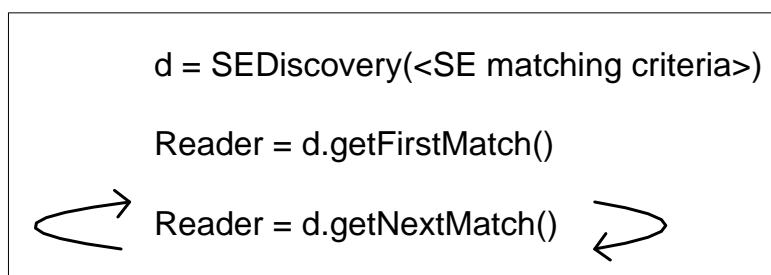 d = SEDiscovery(<SE matching criteria>)
Reader = d.getFirstMatch()
Reader = d.getNextMatch()